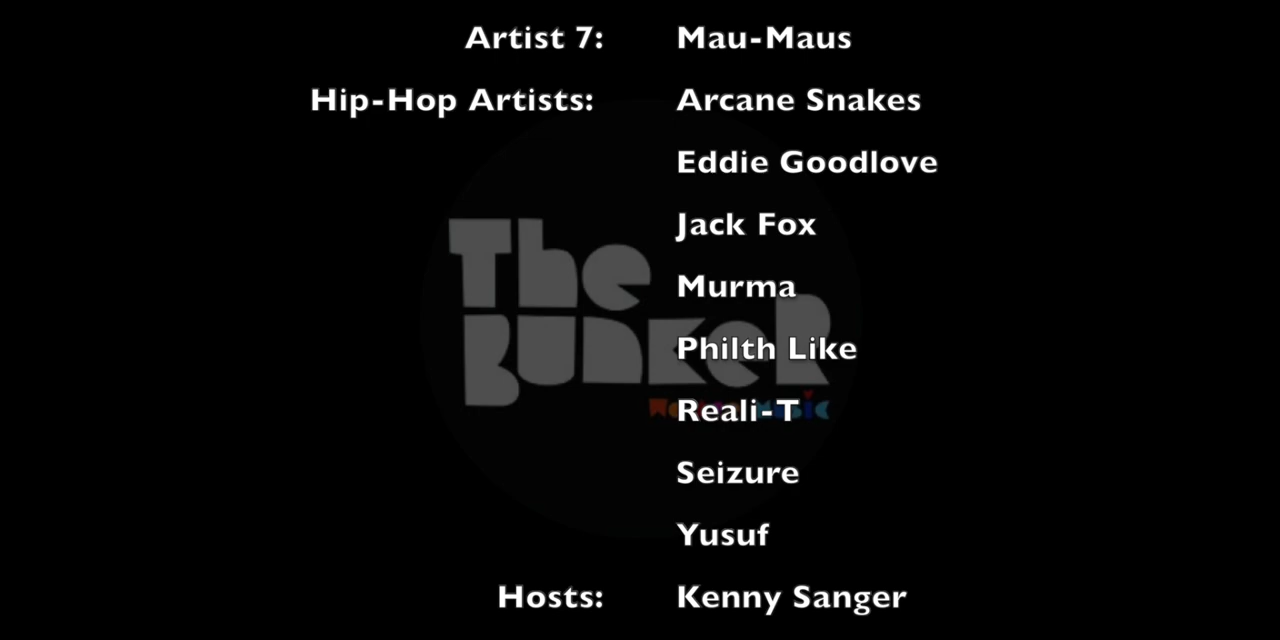 Artist 7: Mau-Maus
Hip-Hop Artists: Arcane Snakes
Eddie Goodlove
Jack Fox
Murma
Philth Like
Reali-T
Seizure
Yusuf
Hosts: Kenny Sanger
The
BUnKeR